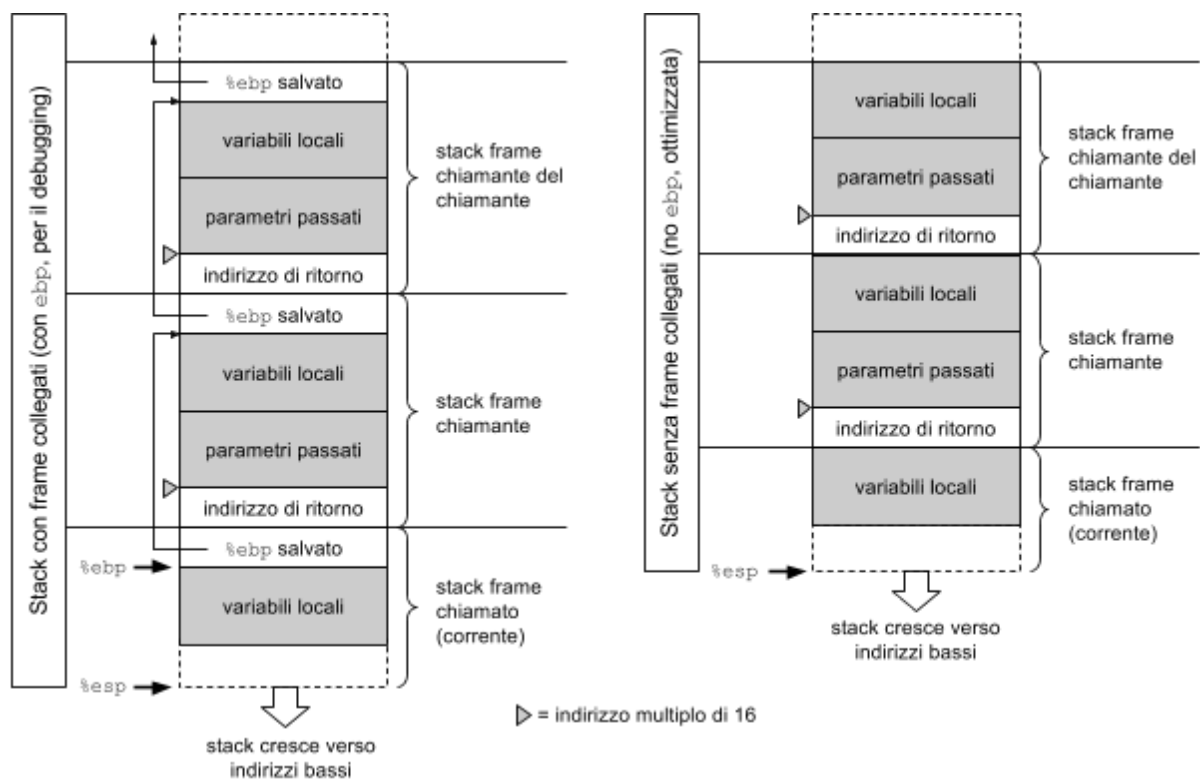 Stack con frame collegati (con ebp, per il debugging)
%ebp salvato
variabili locali
parametri passati
indirizzo di ritorno
stack frame
chiamante del
chiamante
%ebp salvato
variabili locali
parametri passati
indirizzo di ritorno
stack frame
chiamante
%ebp salvato
%ebp
variabili locali
stack frame
chiamato
(corrente)
%esp
stack cresce verso
indirizzi bassi
Stack senza frame collegati (no ebp, ottimizzata)
variabili locali
parametri passati
indirizzo di ritorno
stack frame
chiamante del
chiamante
variabili locali
parametri passati
indirizzo di ritorno
stack frame
chiamante
variabili locali
stack frame
chiamato
(corrente)
%esp
stack cresce verso
indirizzi bassi
= indirizzo multiplo di 16